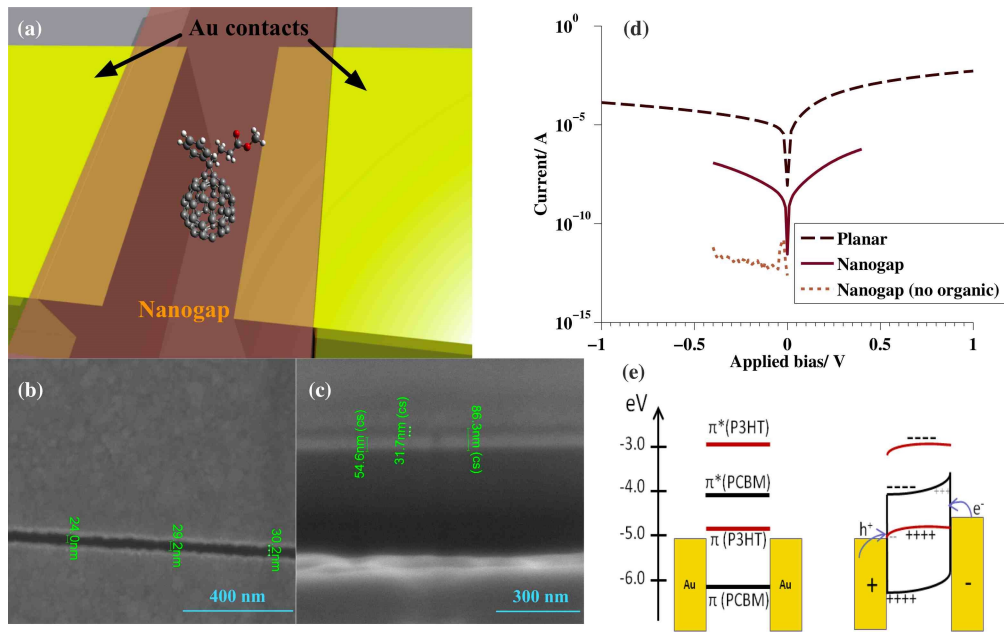 (a)
Au contacts
Nanogap
(b)
24.0nm
29.2nm
30.2nm
400 nm
(c)
54.6nm (cs)
31.7nm (cs)
86.3nm (cs)
300 nm
(d)
Current/ A
10^0
10^-5
10^-10
10^-15
Planar
Nanogap
Nanogap (no organic)
-1
-0.5
0
0.5
1
Applied bias/ V
(e)
eV
-3.0
-4.0
-5.0
-6.0
π*(P3HT)
π*(PCBM)
π (P3HT)
π (PCBM)
Au
Au
h+
e-
++++
++++
+
-